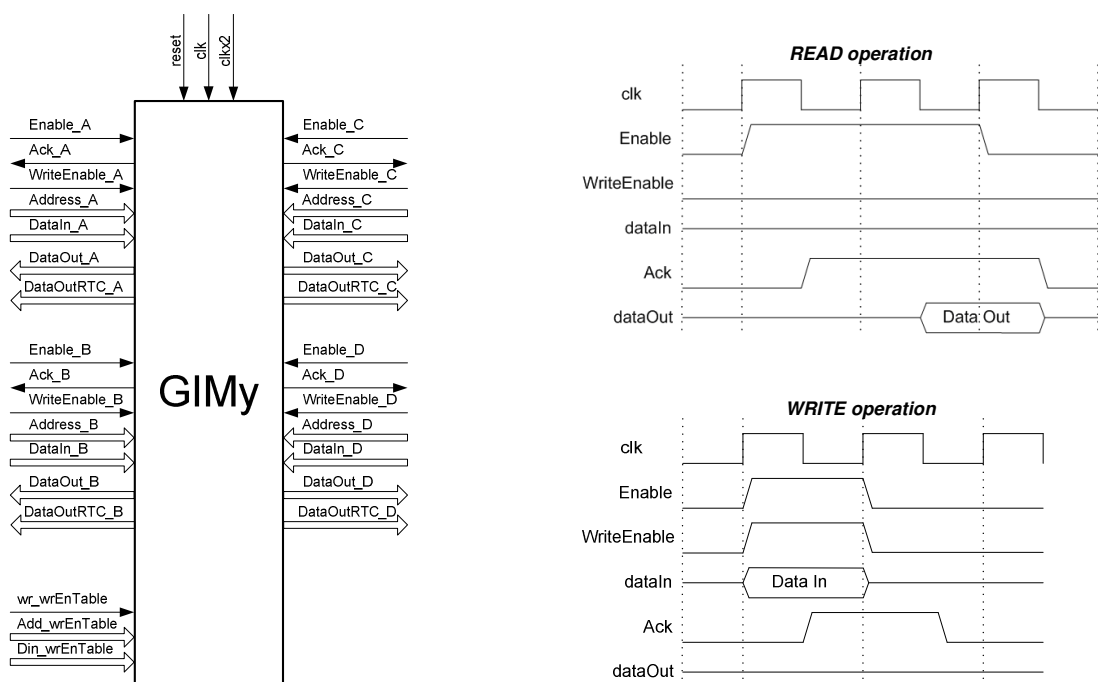 reset
clk
clkx2
Enable_A
Ack_A
WriteEnable_A
Address_A
DataIn_A
DataOut_A
DataOutRTC_A
Enable_C
Ack_C
WriteEnable_C
Address_C
DataIn_C
DataOut_C
DataOutRTC_C
GIMy
Enable_B
Ack_B
WriteEnable_B
Address_B
DataIn_B
DataOut_B
DataOutRTC_B
Enable_D
Ack_D
WriteEnable_D
Address_D
DataIn_D
DataOut_D
DataOutRTC_D
wr_wrEnTable
Add_wrEnTable
Din_wrEnTable
READ operation
clk
Enable
WriteEnable
dataIn
Ack
dataOut
Data Out
WRITE operation
clk
Enable
WriteEnable
dataIn
Data In
Ack
dataOut